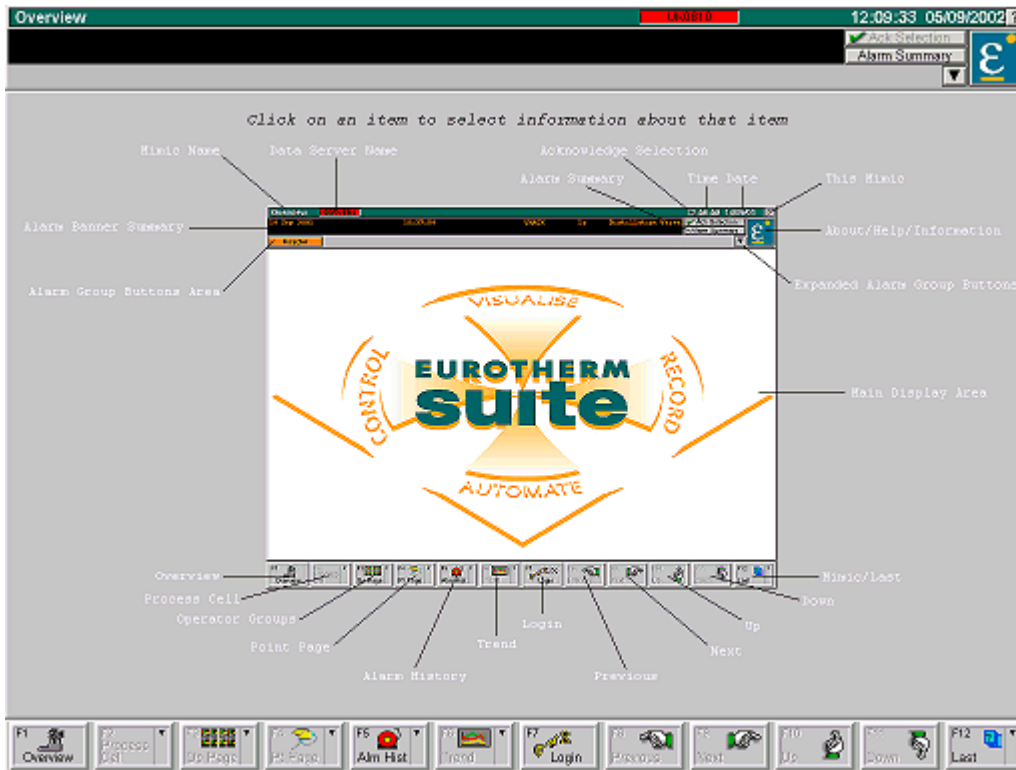 Overview UK0810 12:09:33 05/09/2002 ?
Ack Selection
Alarm Summary
Click on an item to select information about that item
Mimic Name Data Server Name Acknowledge Selection
Alarm Summary Time Date This Mimic
Alarm Banner Summary About/Help/Information
Alarm Group Buttons Area Expanded Alarm Group Buttons
VISUALISE
CONTROL EUROTHERM RECORD
suite
Main Display Area
AUTOMATE
Overview Mimic/Last
Process Cell Down
Operator Groups Up
Login
Point Page Trend Next
Alarm History Previous
F1 Overview
Process Cell
Op Page
Pt Page
F5 Alm Hist
Trend
F7 Login
Previous
Next
F10 Up
Down
F12 Last